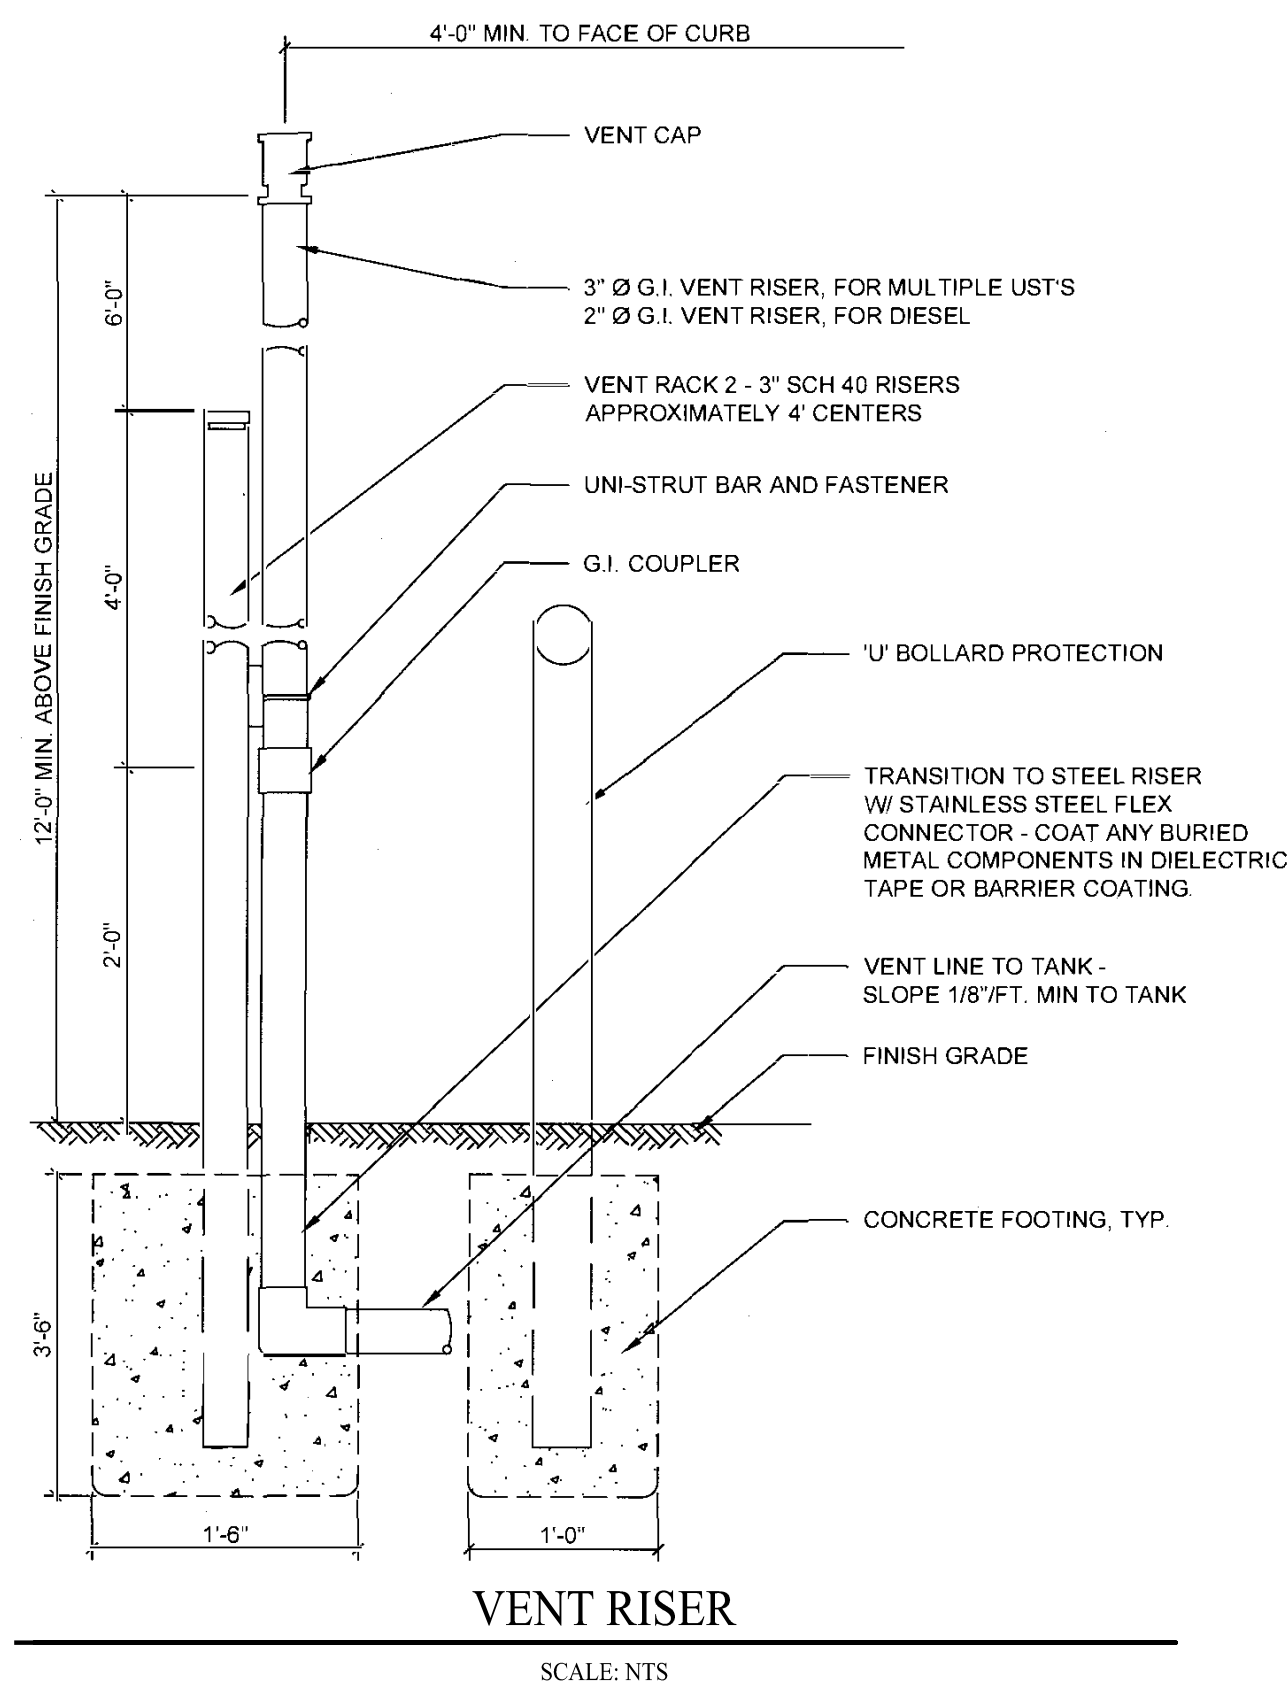 4'-0" MIN. TO FACE OF CURB
VENT CAP
3" Ø G.I. VENT RISER, FOR MULTIPLE UST'S
2" Ø G.I. VENT RISER, FOR DIESEL
6'-0"
VENT RACK 2 - 3" SCH 40 RISERS
APPROXIMATELY 4' CENTERS
UNI-STRUT BAR AND FASTENER
G.I. COUPLER
4'-0"
12'-0" MIN. ABOVE FINISH GRADE
'U' BOLLARD PROTECTION
TRANSITION TO STEEL RISER
W/ STAINLESS STEEL FLEX
CONNECTOR - COAT ANY BURIED
METAL COMPONENTS IN DIELECTRIC
TAPE OR BARRIER COATING.
2'-0"
VENT LINE TO TANK -
SLOPE 1/8"/FT. MIN TO TANK
FINISH GRADE
CONCRETE FOOTING, TYP.
3'-6"
1'-6"
1'-0"
VENT RISER
SCALE: NTS